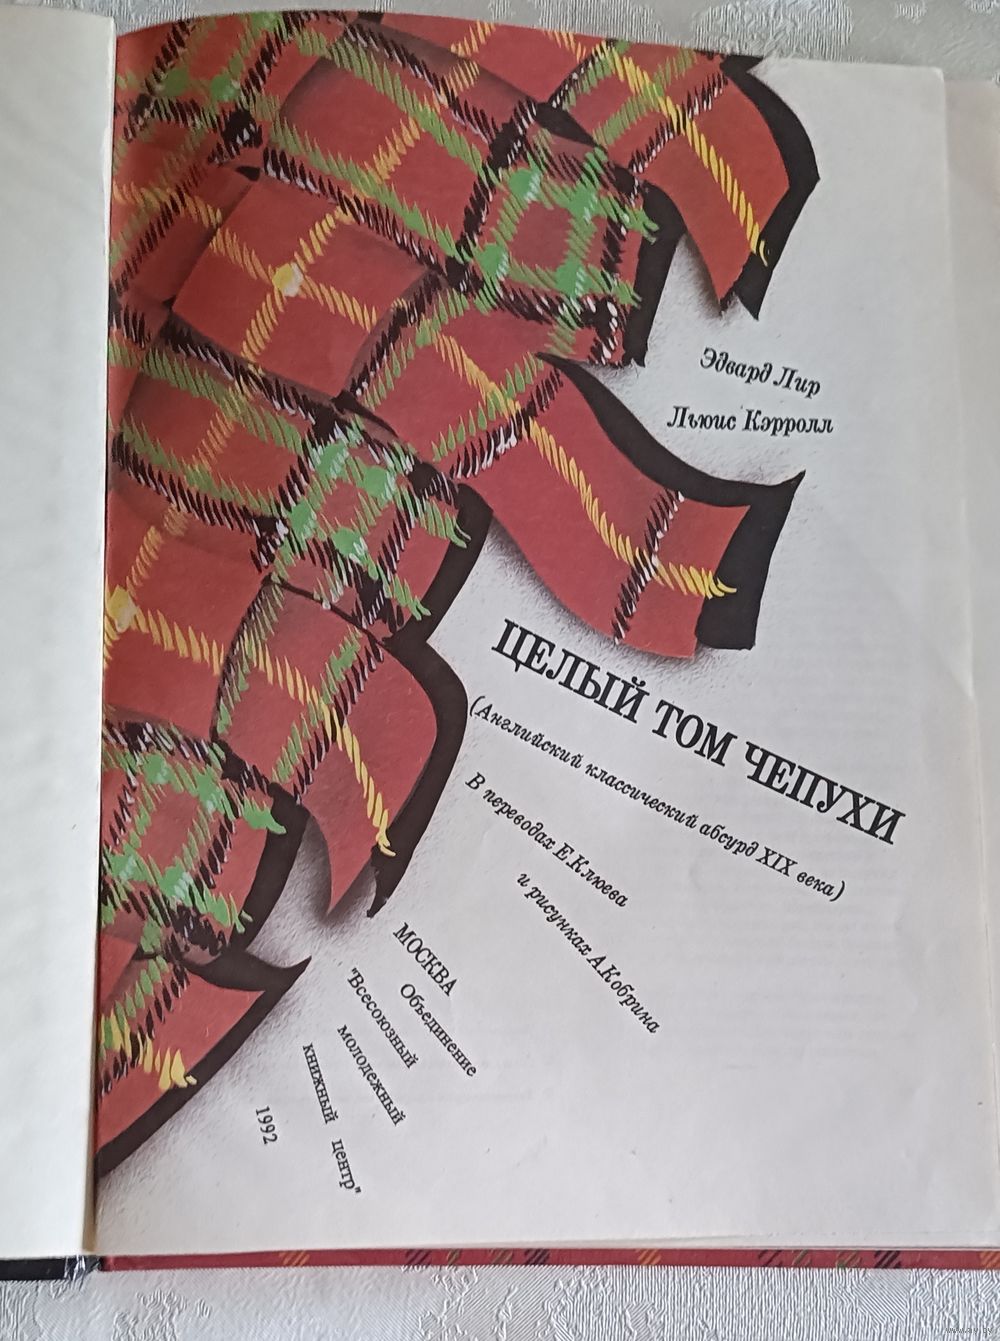 Эдвард Лир
Льюис Кэрролл
ЦЕЛЫЙ ТОМ ЧЕПУХИ
(Английский классический абсурд XIX века)
В переводах Е.Клюева
и рисунках А.Кобрина
МОСКВА
Объединение
"Всесоюзный
молодежный
книжный центр"
1992